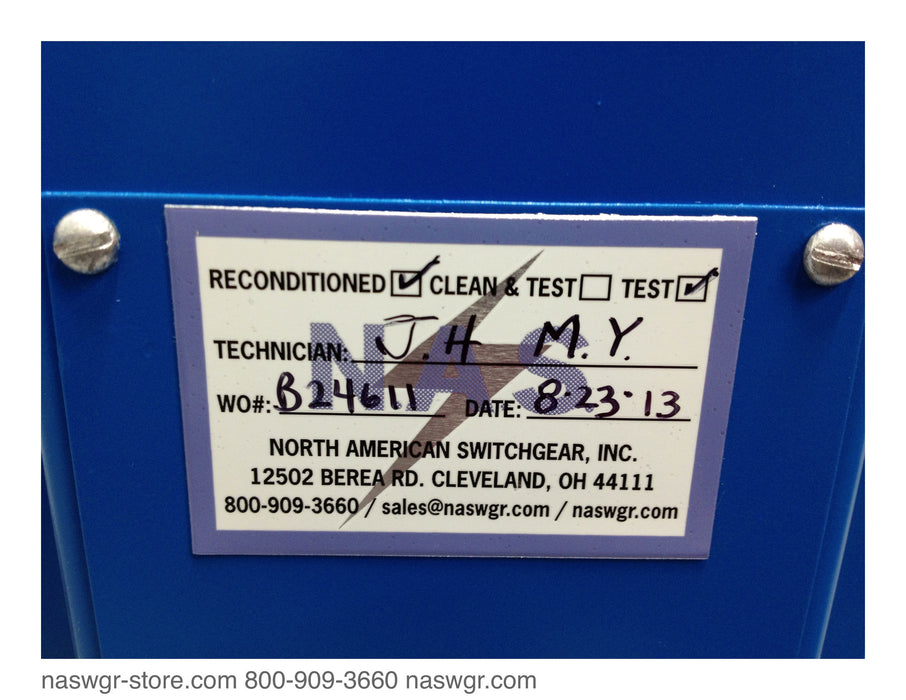 RECONDITIONED ☑ CLEAN & TEST ☐ TEST ☑
NAS
TECHNICIAN: J. H M. Y.
WO#: B24611 DATE: 8·23·13
NORTH AMERICAN SWITCHGEAR, INC.
12502 BEREA RD. CLEVELAND, OH 44111
800-909-3660 / sales@naswgr.com / naswgr.com
naswgr-store.com 800-909-3660 naswgr.com